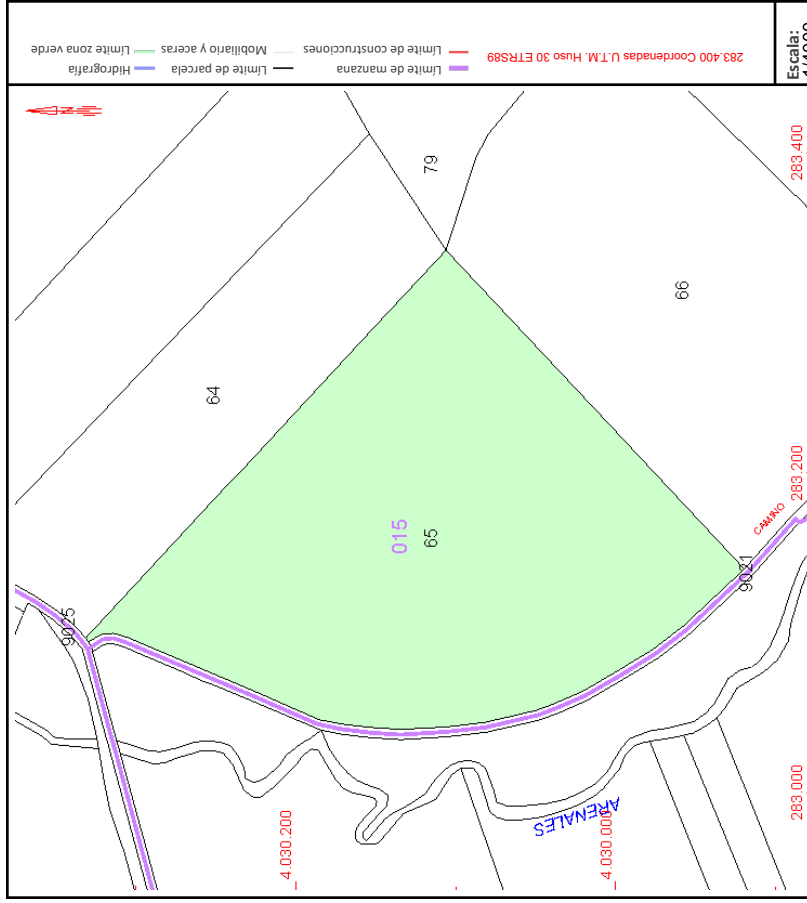 Límite de manzana
Límite de parcela
Hidrografía
Límite de construcciones
Mobiliario y aceras
Límite zona verde
283.400 Coordenadas U.T.M. Huso 30 ETRS89
Escala:
N
79
283.400
66
64
283.200
CAMINO
015
65
9021
9025
283.000
ARENALES
4.030.200
4.030.000